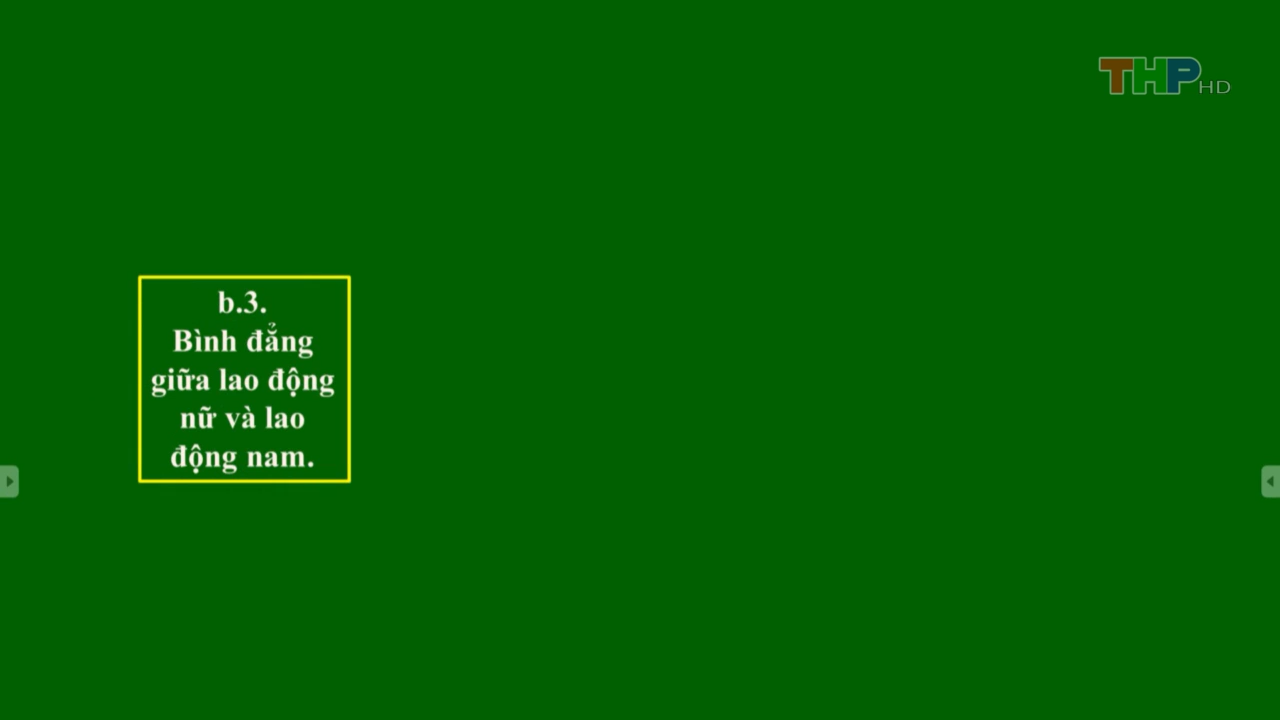 THP HD
b.3.
Bình đẳng
giữa lao động
nữ và lao
động nam.